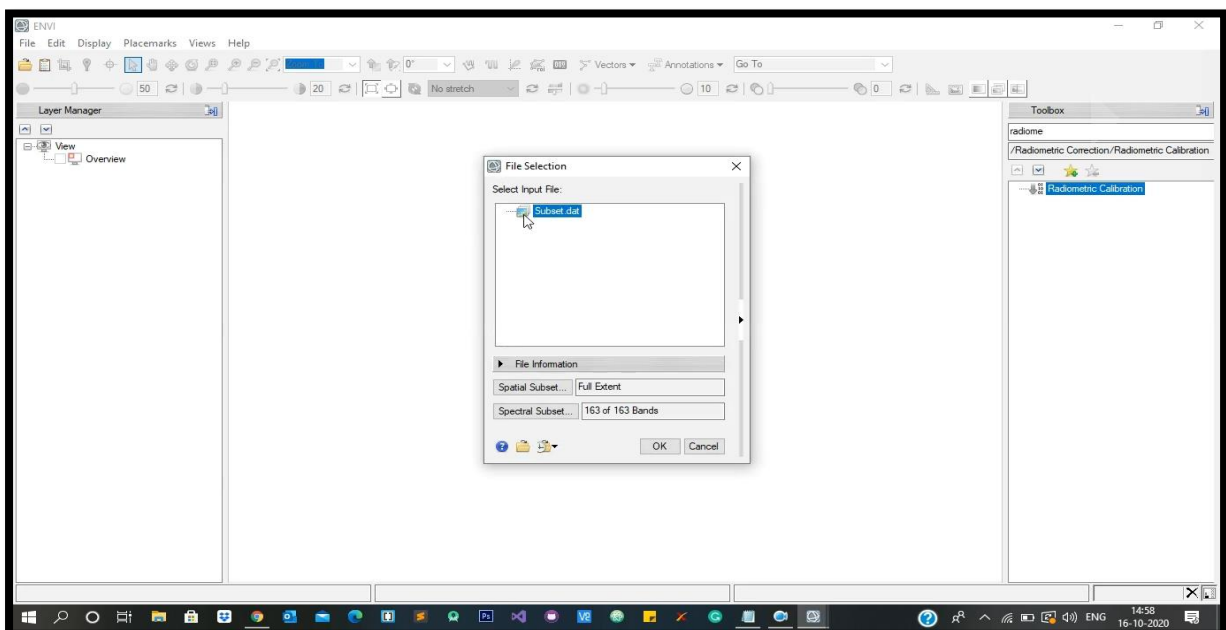 ENVI
File Edit Display Placemarks Views Help
0° Vectors Annotations Go To
50 20 No stretch 10 0
Layer Manager
View
Overview
File Selection
Select Input File:
Subset.dat
File Information
Spatial Subset... Full Extent
Spectral Subset... 163 of 163 Bands
OK Cancel
Toolbox
radiome
/Radiometric Correction/Radiometric Calibration
Radiometric Calibration
ENG 14:58
16-10-2020